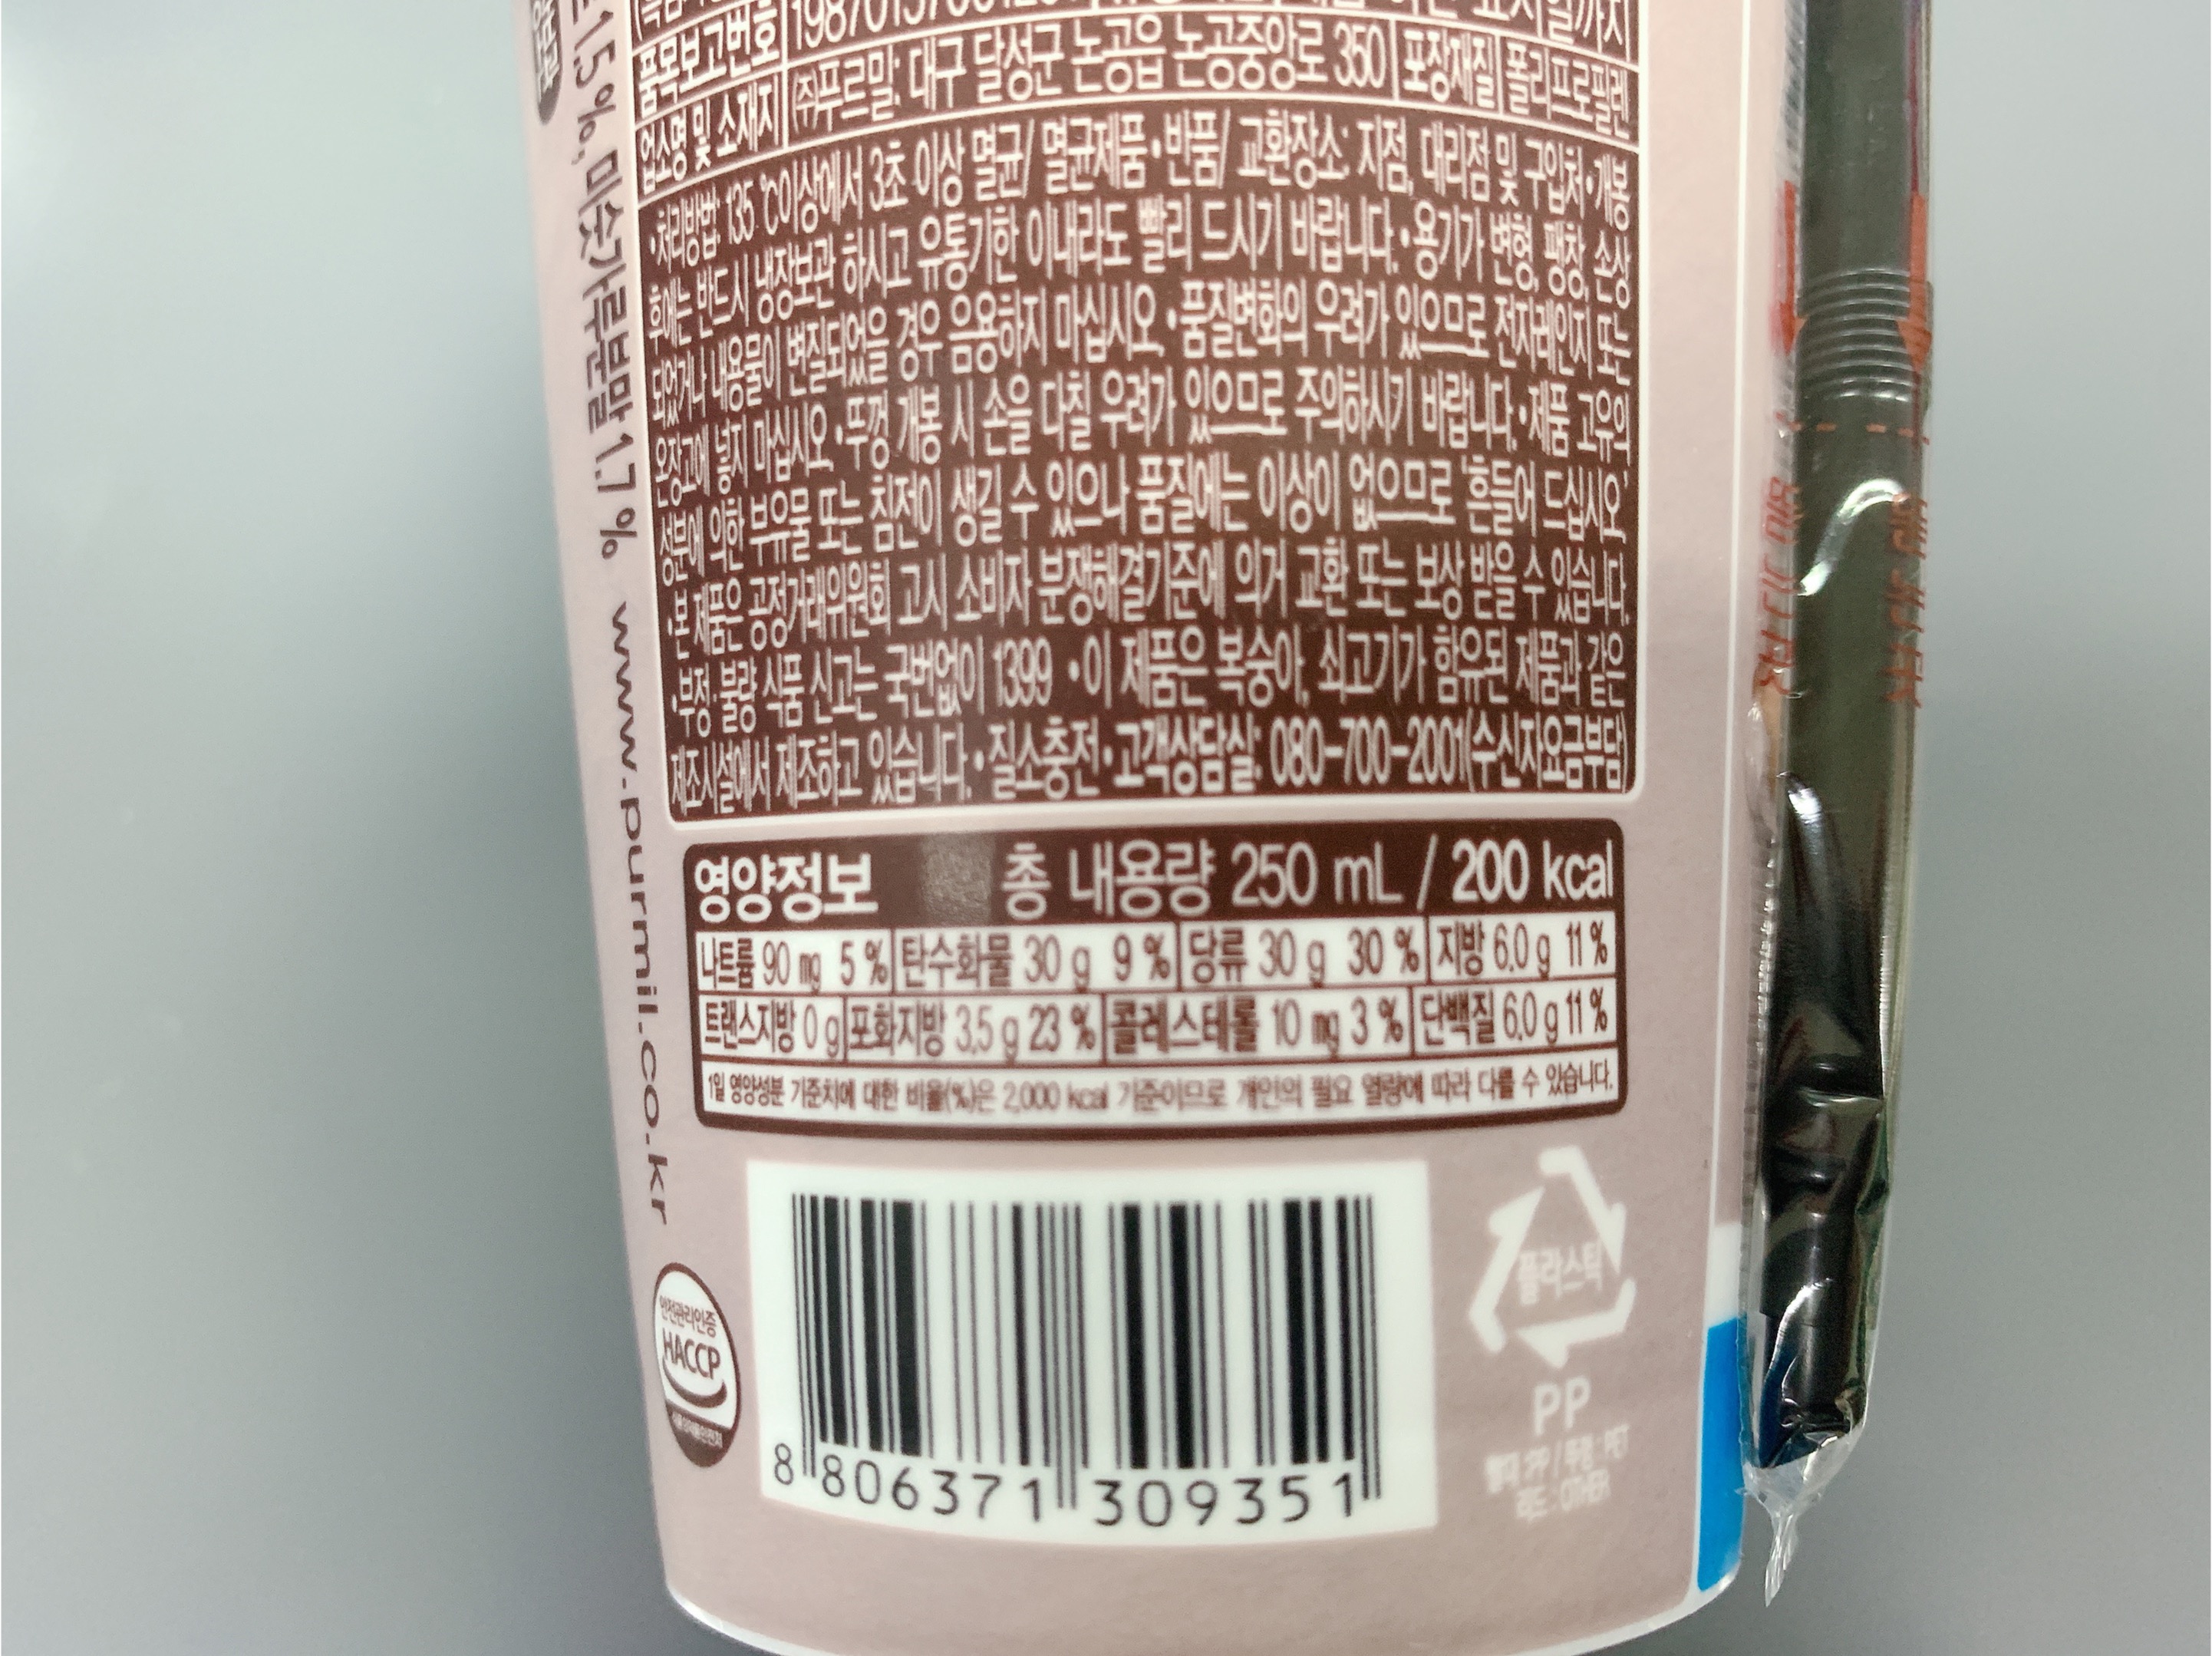 품목보고번호
업소명 및 소재지 ㈜푸르밀: 대구 달성군 논공읍 논공중앙로 350 포장재질 폴리프로필렌
•처리방법: 135 ℃이상에서 3초 이상 멸균/ 멸균제품 •반품/ 교환장소: 지점, 대리점 및 구입처 •개봉
후에는 반드시 냉장보관 하시고 유통기한 이내라도 빨리 드시기 바랍니다. •용기가 변형, 팽창, 손상
되었거나 내용물이 변질되었을 경우 음용하지 마십시오. •품질변화의 우려가 있으므로 전자레인지 또는
온장고에 넣지 마십시오. •뚜껑 개봉 시 손을 다칠 우려가 있으므로 주의하시기 바랍니다. •제품 고유의
성분에 의한 부유물 또는 침전이 생길 수 있으나 품질에는 이상이 없으므로 '흔들어 드십시오.'
•본 제품은 공정거래위원회 고시 소비자 분쟁해결기준에 의거 교환 또는 보상 받을 수 있습니다.
•부정·불량 식품 신고는 국번없이 1399 •이 제품은 복숭아, 쇠고기가 함유된 제품과 같은
제조시설에서 제조하고 있습니다. •질소충전 •고객상담실: 080-700-2001(수신자요금부담)
1.5 %, 미숫가루분말 1.7 % www.purmil.co.kr
영양정보 총 내용량 250 mL / 200 kcal
나트륨 90 mg 5 % 탄수화물 30 g 9 % 당류 30 g 30 % 지방 6.0 g 11 %
트랜스지방 0 g 포화지방 3.5 g 23 % 콜레스테롤 10 mg 3 % 단백질 6.0 g 11 %
1일 영양성분 기준치에 대한 비율(%)은 2,000 kcal 기준이므로 개인의 필요 열량에 따라 다를 수 있습니다.
안전관리인증
HACCP
8 806371 309351
플라스틱
PP